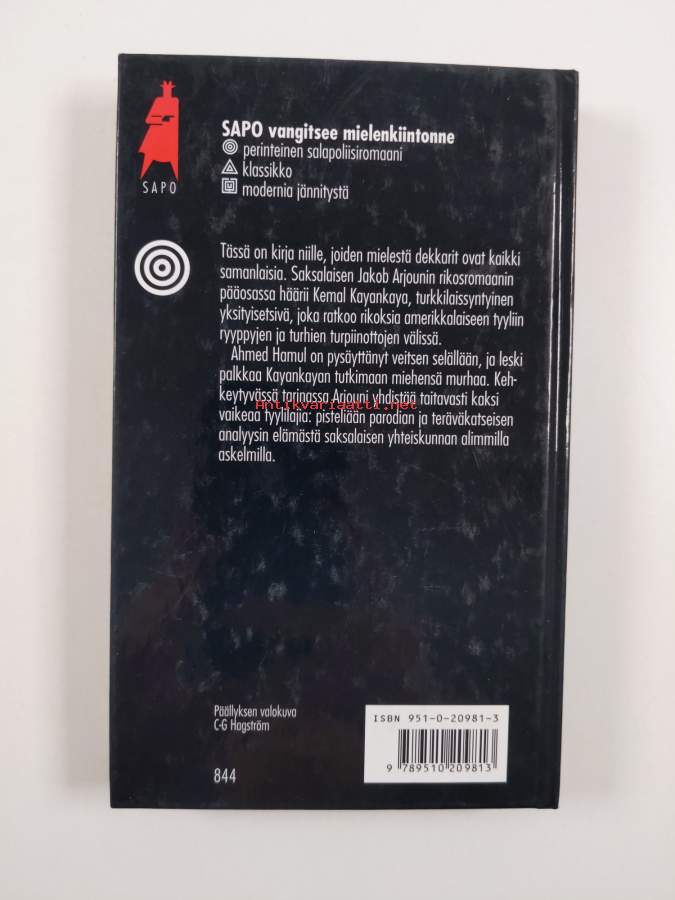 SAPO
SAPO vangitsee mielenkiintonne
perinteinen salapoliisiromaani
klassikko
modernia jännitystä
Tässä on kirja niille, joiden mielestä dekkarit ovat kaikki
samanlaisia. Saksalaisen Jakob Arjounin rikosromaanin
pääosassa häärii Kemal Kayankaya, turkkilaissyntyinen
yksityisetsivä, joka ratkoo rikoksia amerikkalaiseen tyyliin
ryyppyjen ja turhien turpiinottojen välissä.
Ahmed Hamul on pysäyttänyt veitsen selällään, ja leski
palkkaa Kayankayan tutkimaan miehensä murhaa. Keh-
keytyvässä tarinassa Arjouni yhdistää taitavasti kaksi
vaikeaa tyylilajia: pisteliään parodian ja teräväkatseisen
analyysin elämästä saksalaisen yhteiskunnan alimmilla
askelmilla.
Antikvariaatti.net
Päällyksen valokuva
C-G Hagström
844
ISBN 951-0-20981-3
9 789510 209813